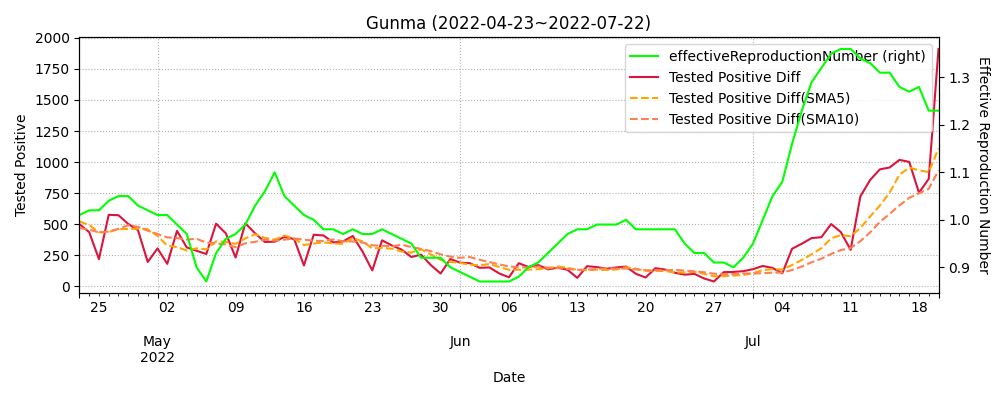 Gunma (2022-04-23~2022-07-22)
2000
1750
1500
1250
1000
750
500
250
0
Tested Positive
effectiveReproductionNumber (right)
Tested Positive Diff
Tested Positive Diff(SMA5)
Tested Positive Diff(SMA10)
1.3
1.2
1.1
1.0
0.9
Effective Reproduction Number
25 02 09 16 23 30 06 13 20 27 04 11 18
May Jun Jul
2022
Date